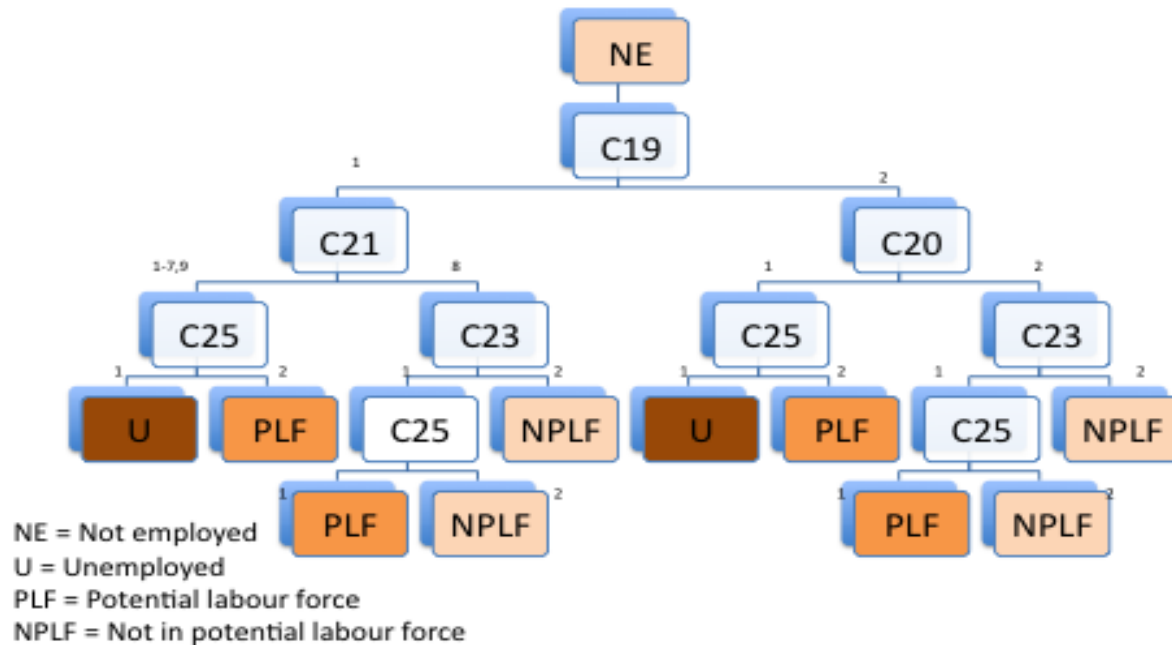 NE
C19
1
2
C21
C20
1-7,9
8
1
2
C25
C23
C25
C23
1
2
1
2
1
2
1
2
U
PLF
C25
NPLF
U
PLF
C25
NPLF
1
2
1
2
PLF
NPLF
PLF
NPLF
NE = Not employed
U = Unemployed
PLF = Potential labour force
NPLF = Not in potential labour force